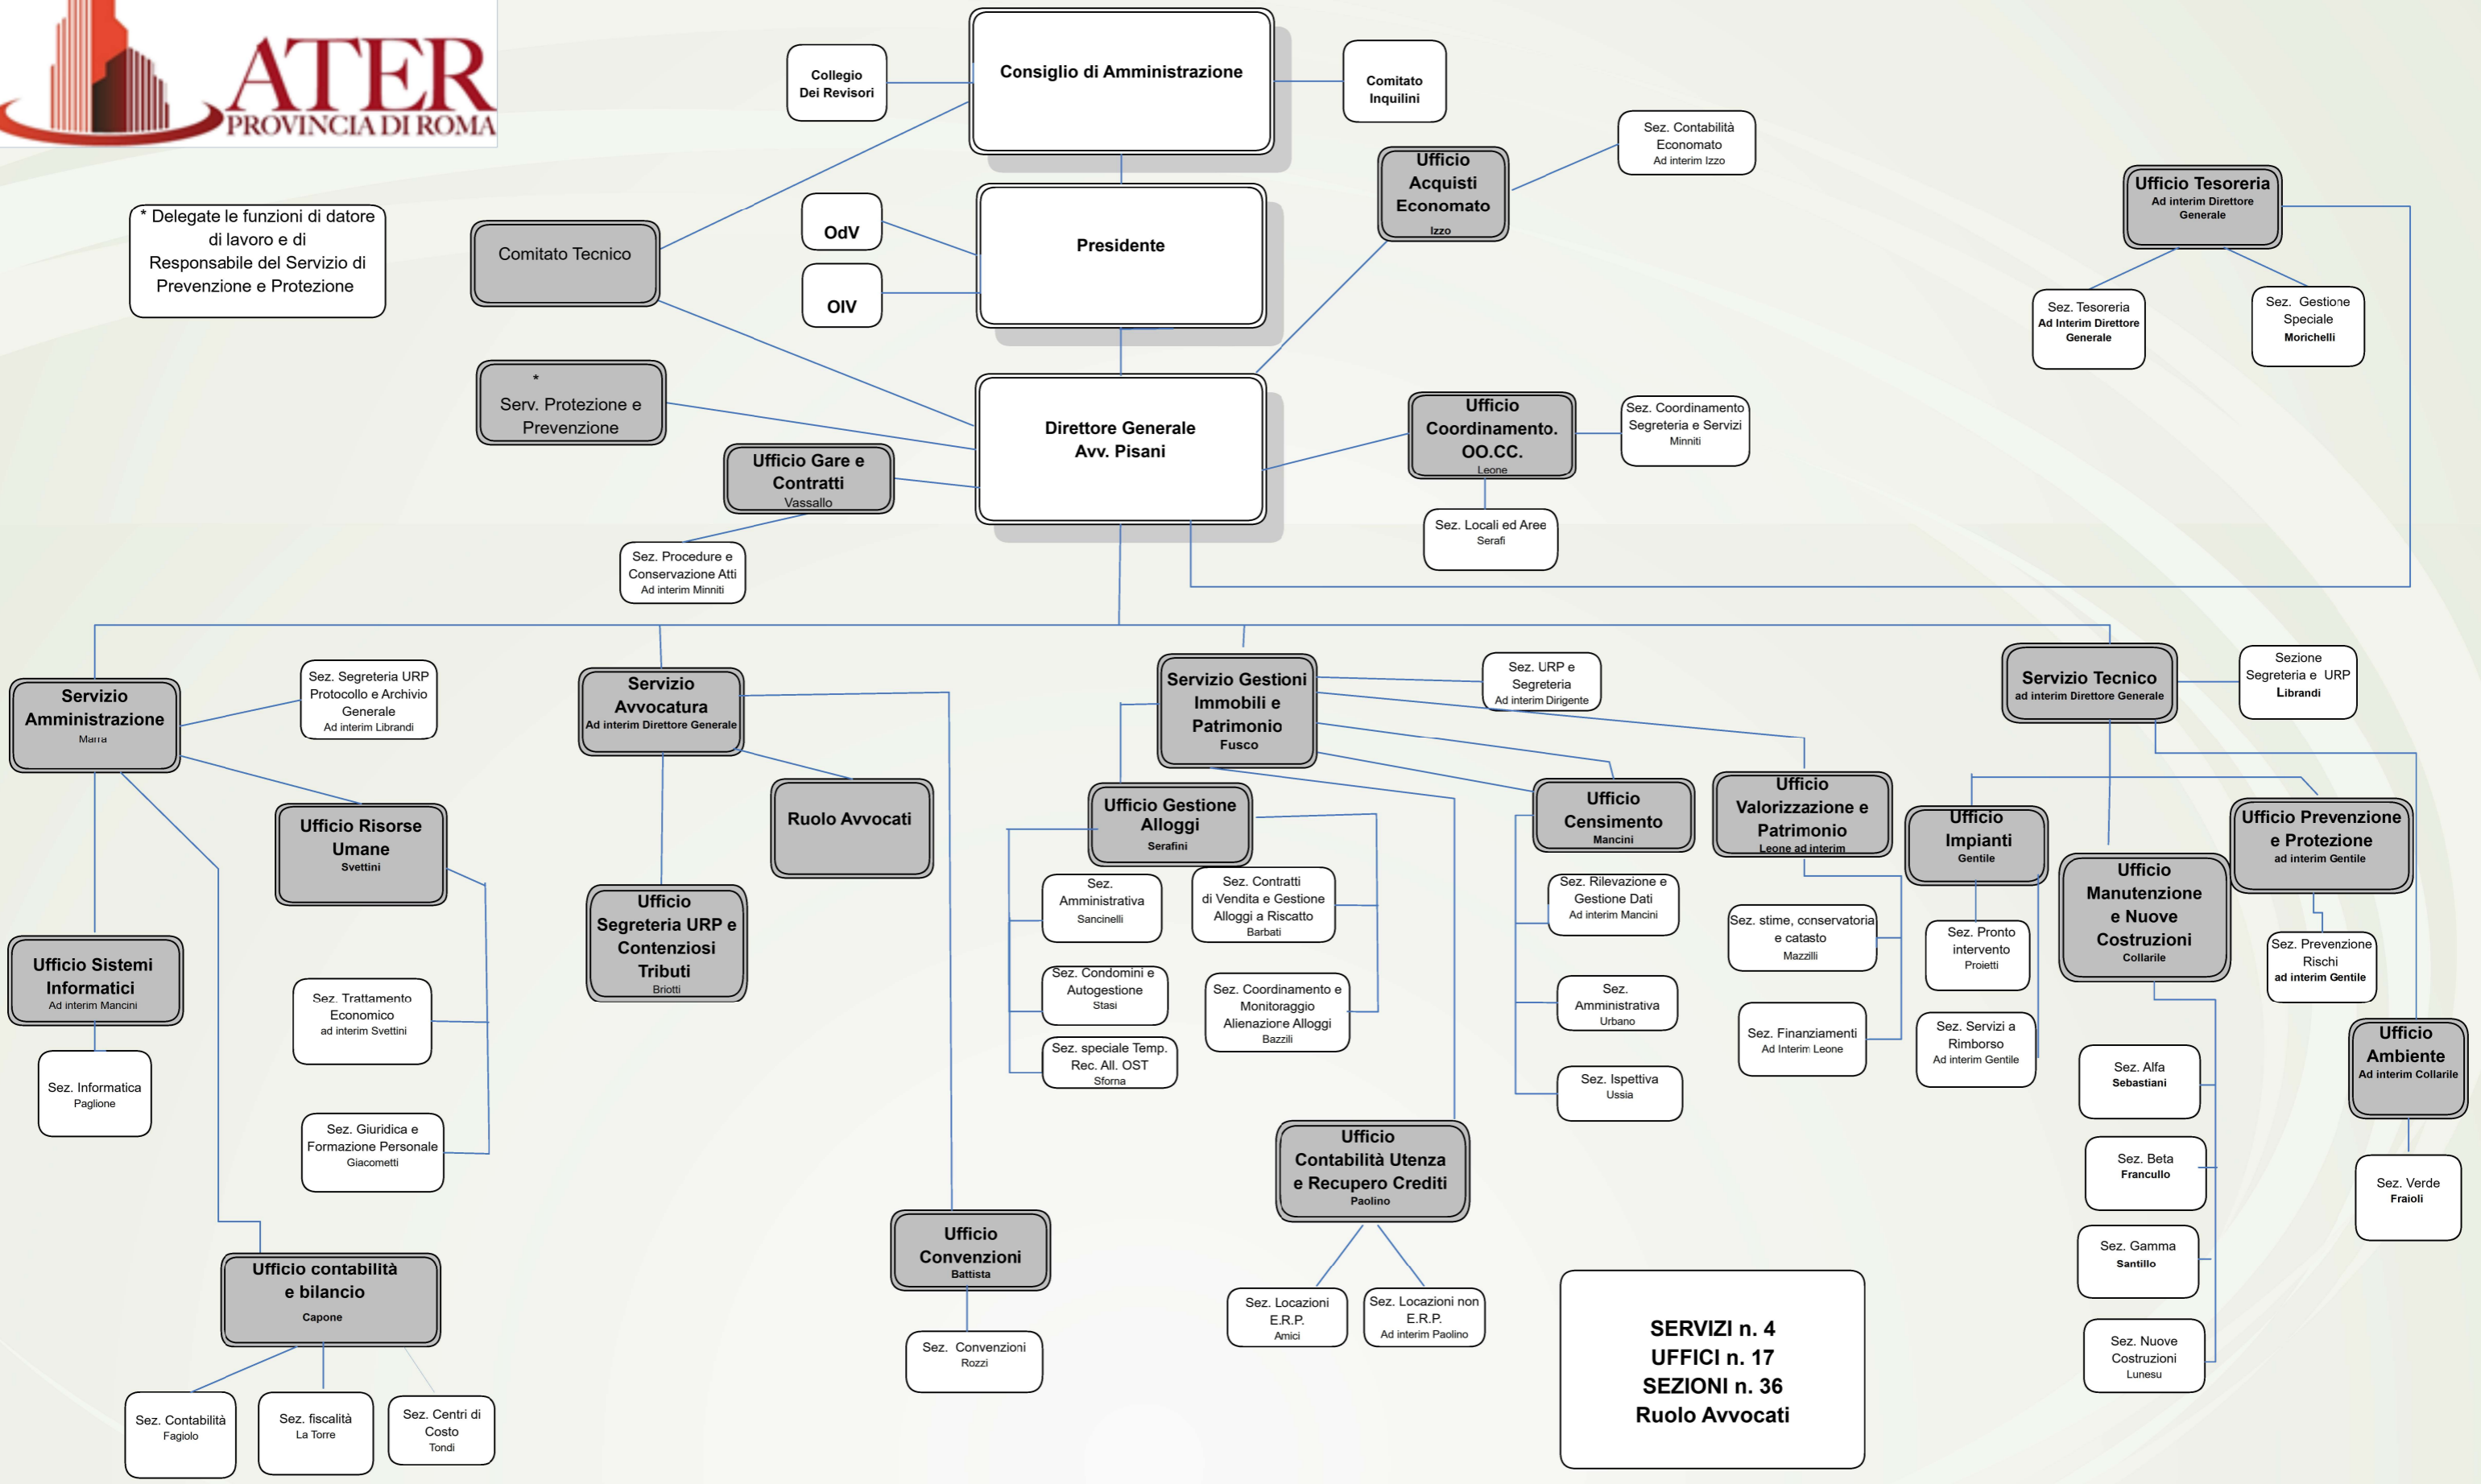 ATER
PROVINCIA DI ROMA
Collegio
Dei Revisori
Consiglio di Amministrazione
Comitato
Inquilini
Sez. Contabilità
Economato
Ad interim Izzo
Ufficio
Acquisti
Economato
Izzo
Ufficio Tesoreria
Ad interim Direttore
Generale
* Delegate le funzioni di datore
di lavoro e di
Responsabile del Servizio di
Prevenzione e Protezione
Comitato Tecnico
OdV
OIV
Presidente
Sez. Tesoreria
Ad Interim Direttore
Generale
Sez. Gestione
Speciale
Morichelli
*
Serv. Protezione e
Prevenzione
Direttore Generale
Avv. Pisani
Ufficio
Coordinamento.
OO.CC.
Leone
Sez. Coordinamento
Segreteria e Servizi
Minniti
Ufficio Gare e
Contratti
Vassallo
Sez. Locali ed Aree
Serafi
Sez. Procedure e
Conservazione Atti
Ad interim Minniti
Servizio
Amministrazione
Marra
Sez. Segreteria URP
Protocollo e Archivio
Generale
Ad interim Librandi
Servizio
Avvocatura
Ad interim Direttore Generale
Servizio Gestioni
Immobili e
Patrimonio
Fusco
Sez. URP e
Segreteria
Ad interim Dirigente
Servizio Tecnico
ad interim Direttore Generale
Sezione
Segreteria e URP
Librandi
Ufficio Risorse
Umane
Svettini
Ruolo Avvocati
Ufficio Gestione
Alloggi
Serafini
Ufficio
Censimento
Mancini
Ufficio
Valorizzazione e
Patrimonio
Leone ad interim
Ufficio
Impianti
Gentile
Ufficio Prevenzione
e Protezione
ad interim Gentile
Ufficio
Manutenzione
e Nuove
Costruzioni
Collarile
Ufficio
Segreteria URP e
Contenziosi
Tributi
Briotti
Sez.
Amministrativa
Sancinelli
Sez. Contratti
di Vendita e Gestione
Alloggi a Riscatto
Barbati
Sez. Rilevazione e
Gestione Dati
Ad interim Mancini
Sez. stime, conservatoria
e catasto
Mazzilli
Sez. Pronto
intervento
Proietti
Sez. Prevenzione
Rischi
ad interim Gentile
Ufficio Sistemi
Informatici
Ad interim Mancini
Sez. Trattamento
Economico
ad interim Svettini
Sez. Condomini e
Autogestione
Stasi
Sez. Coordinamento e
Monitoraggio
Alienazione Alloggi
Bazzili
Sez.
Amministrativa
Urbano
Sez. Finanziamenti
Ad Interim Leone
Sez. Servizi a
Rimborso
Ad interim Gentile
Ufficio
Ambiente
Ad interim Collarile
Sez. Informatica
Paglione
Sez. speciale Temp.
Rec. All. OST
Sforna
Sez. Ispettiva
Ussia
Sez. Alfa
Sebastiani
Sez. Giuridica e
Formazione Personale
Giacometti
Ufficio
Contabilità Utenza
e Recupero Crediti
Paolino
Sez. Beta
Francullo
Sez. Verde
Fraioli
Ufficio
Convenzioni
Battista
Sez. Gamma
Santillo
Ufficio contabilità
e bilancio
Capone
Sez. Locazioni
E.R.P.
Amici
Sez. Locazioni non
E.R.P.
Ad interim Paolino
Sez. Convenzioni
Rozzi
Sez. Nuove
Costruzioni
Lunesu
SERVIZI n. 4
UFFICI n. 17
SEZIONI n. 36
Ruolo Avvocati
Sez. Contabilità
Fagiolo
Sez. fiscalità
La Torre
Sez. Centri di
Costo
Tondi